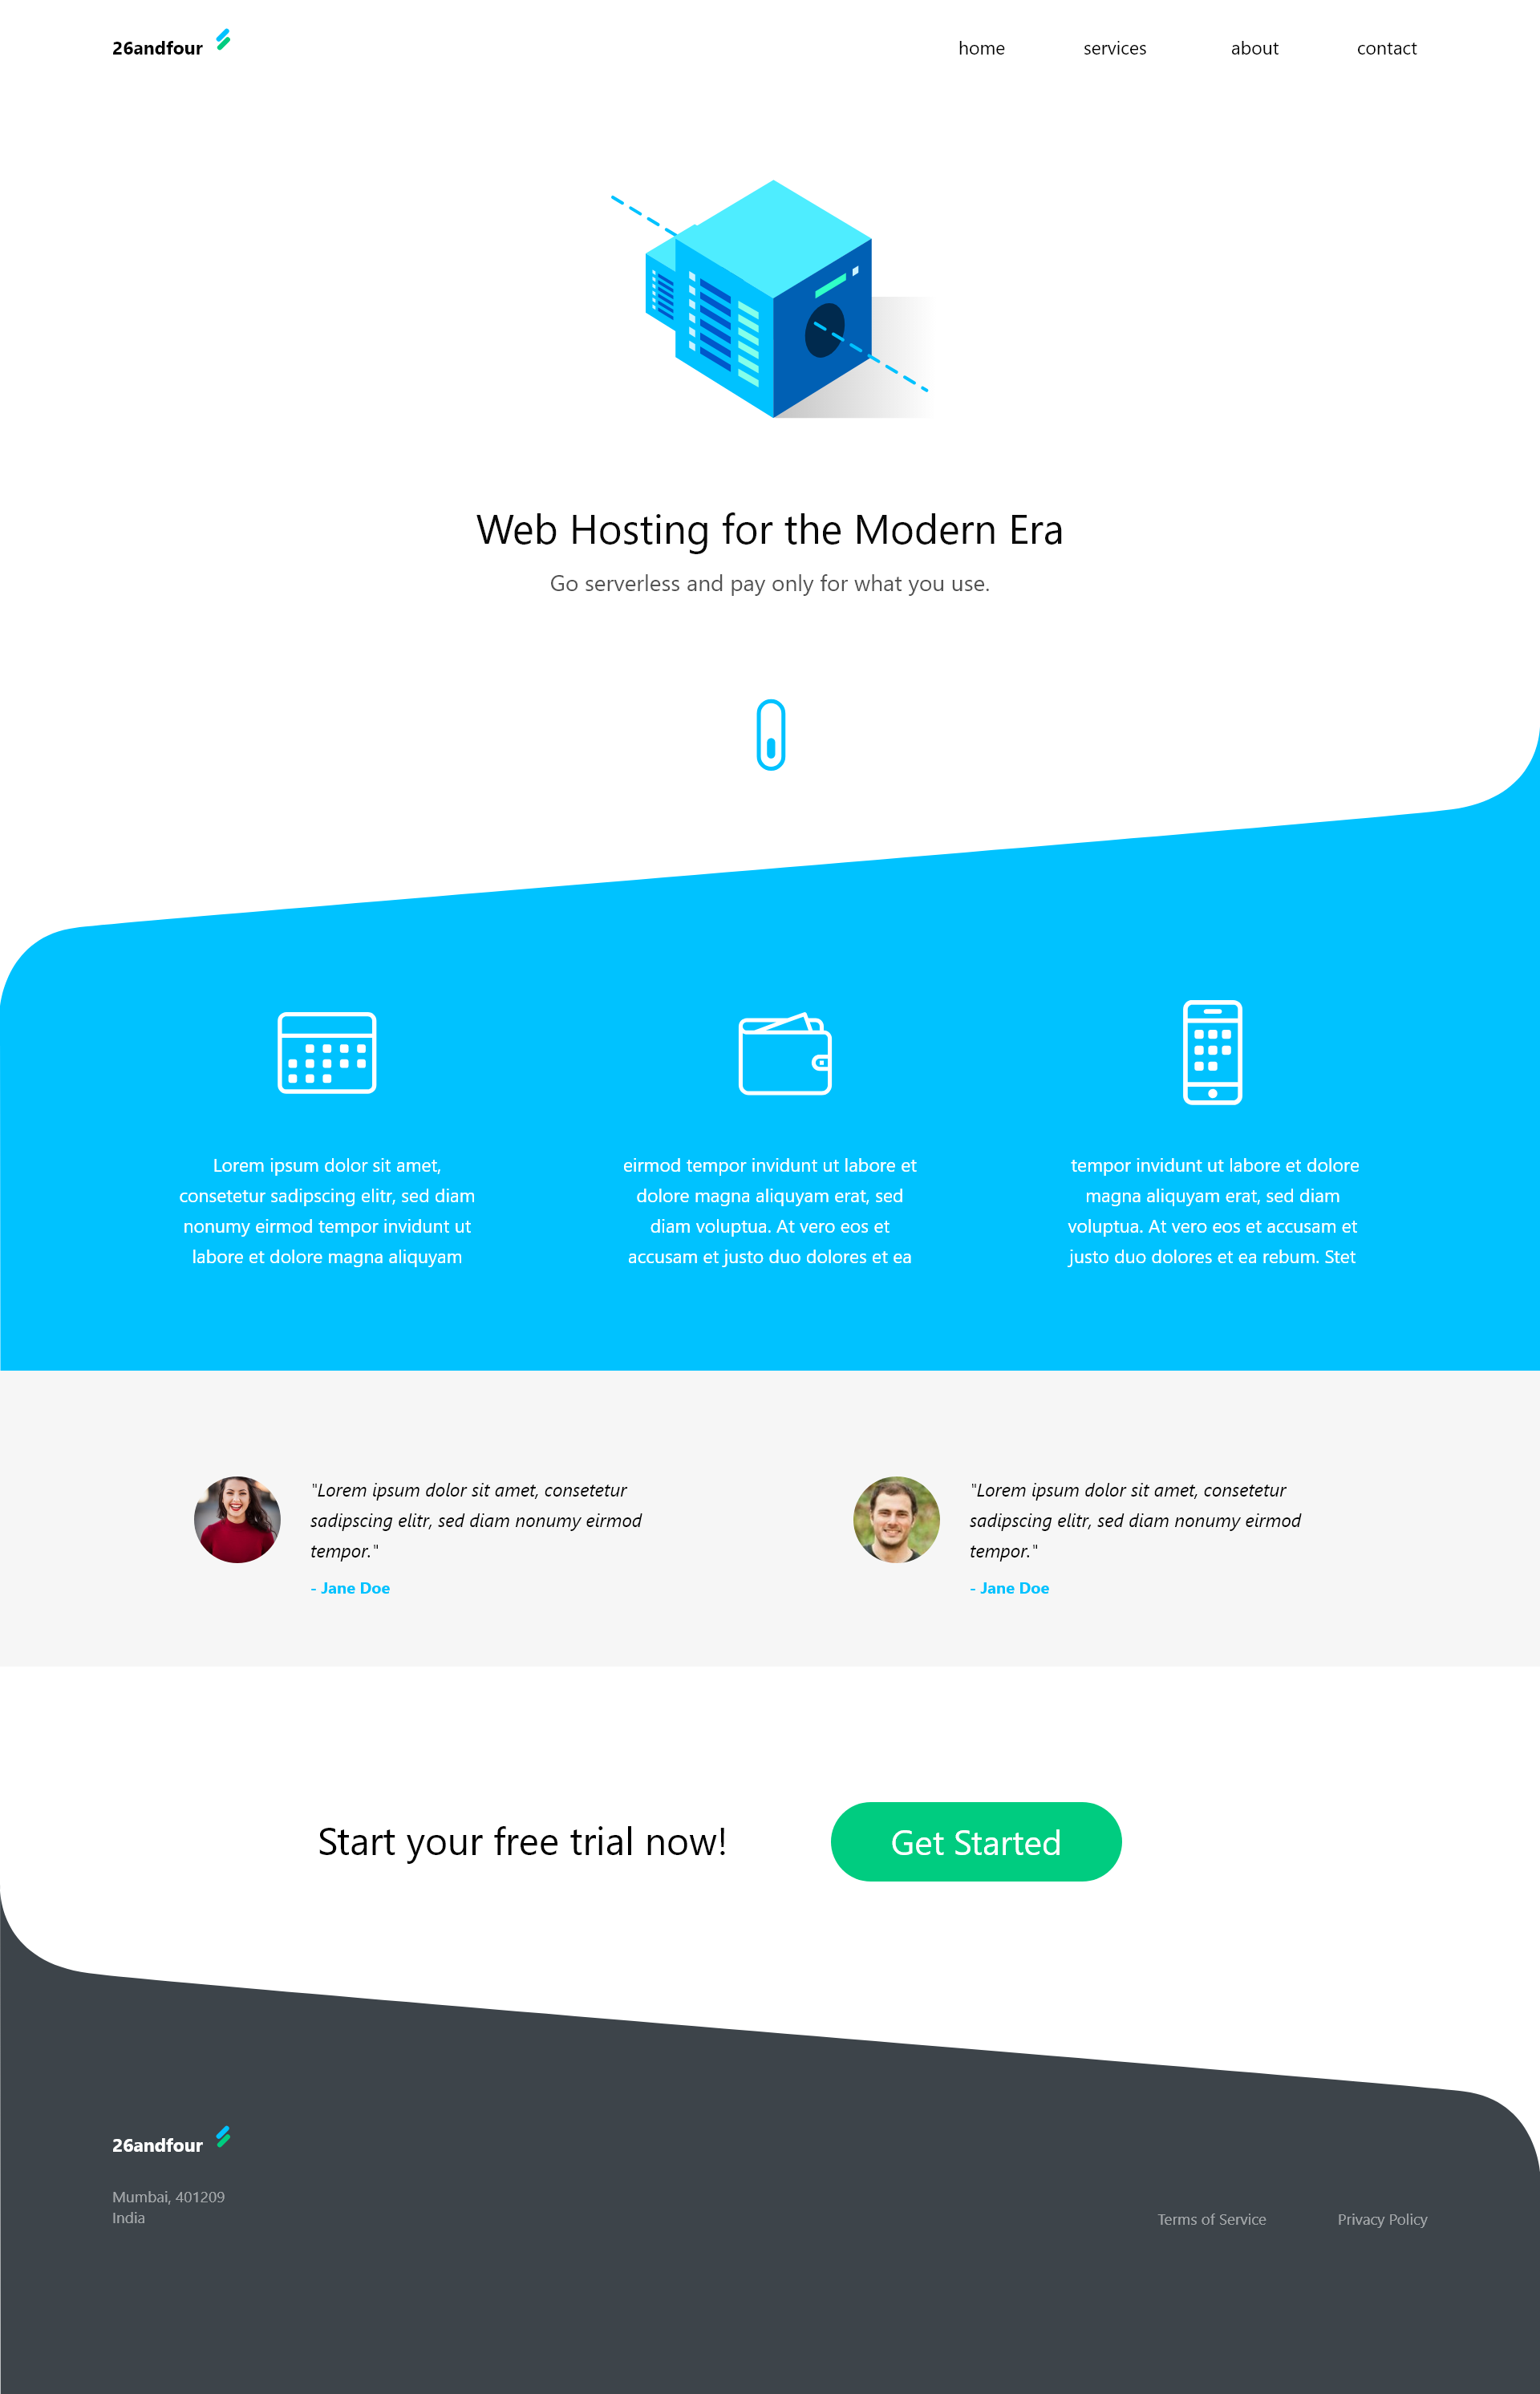 26andfour
home services about contact
Web Hosting for the Modern Era
Go serverless and pay only for what you use.
Lorem ipsum dolor sit amet,
consetetur sadipscing elitr, sed diam
nonumy eirmod tempor invidunt ut
labore et dolore magna aliquyam
eirmod tempor invidunt ut labore et
dolore magna aliquyam erat, sed
diam voluptua. At vero eos et
accusam et justo duo dolores et ea
tempor invidunt ut labore et dolore
magna aliquyam erat, sed diam
voluptua. At vero eos et accusam et
justo duo dolores et ea rebum. Stet
"Lorem ipsum dolor sit amet, consetetur
sadipscing elitr, sed diam nonumy eirmod
tempor."
- Jane Doe
"Lorem ipsum dolor sit amet, consetetur
sadipscing elitr, sed diam nonumy eirmod
tempor."
- Jane Doe
Start your free trial now!
Get Started
26andfour
Mumbai, 401209
India
Terms of Service
Privacy Policy